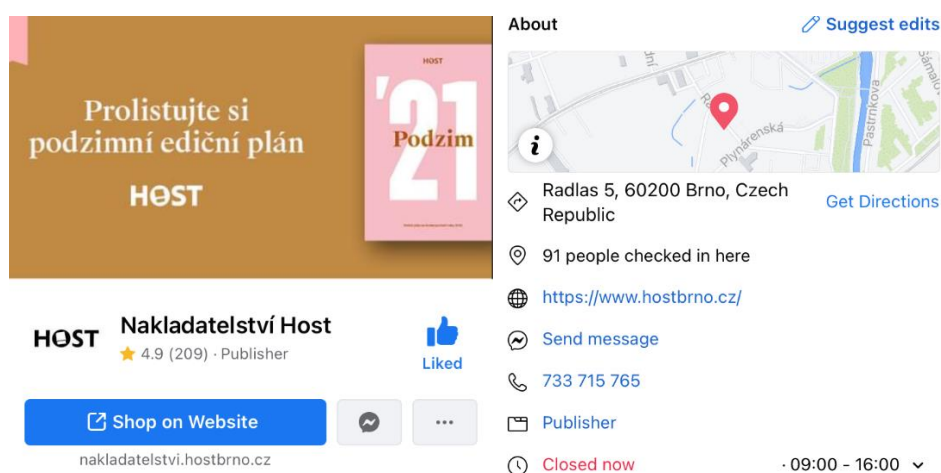 Prolistujte si
podzimní ediční plán
HOST
HOST
'21
Podzim
HOST
Nakladatelství Host
4.9 (209) · Publisher
Liked
Shop on Website
nakladatelstvi.hostbrno.cz
About
Suggest edits
Plynárenská
Pastrnkova
Radlas 5, 60200 Brno, Czech
Republic
Get Directions
91 people checked in here
https://www.hostbrno.cz/
Send message
733 715 765
Publisher
Closed now · 09:00 - 16:00